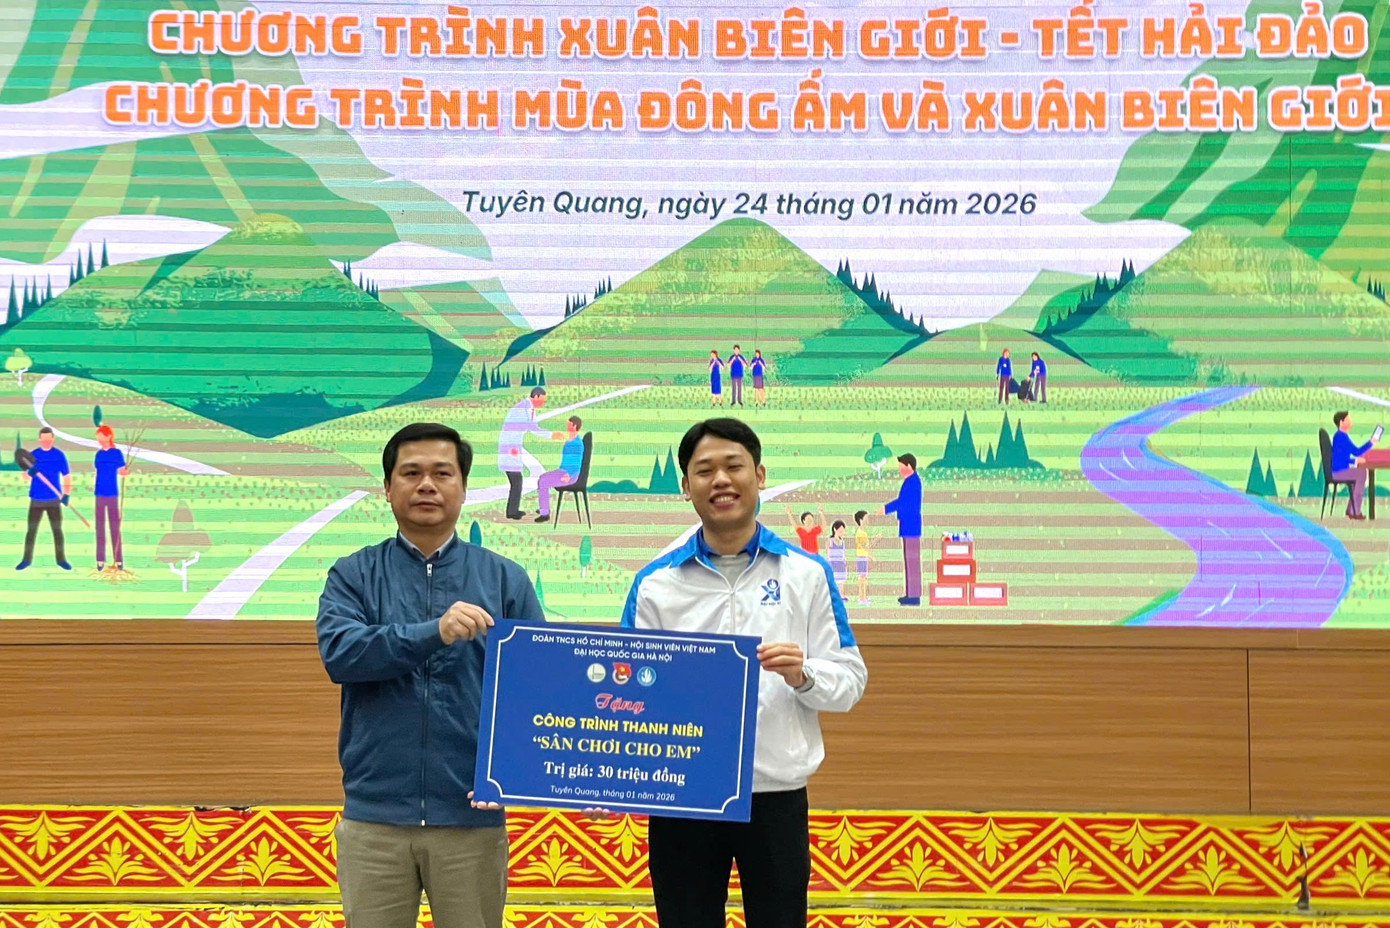 CHƯƠNG TRÌNH XUÂN BIÊN GIỚI - TẾT HẢI ĐẢO
CHƯƠNG TRÌNH MÙA ĐÔNG ẤM VÀ XUÂN BIÊN GIỚI
Tuyên Quang, ngày 24 tháng 01 năm 2026
ĐOÀN TNCS HỒ CHÍ MINH - HỘI SINH VIÊN VIỆT NAM
ĐẠI HỌC QUỐC GIA HÀ NỘI
Tặng
CÔNG TRÌNH THANH NIÊN
“SÂN CHƠI CHO EM”
Trị giá: 30 triệu đồng
Tuyên Quang, tháng 01 năm 2026